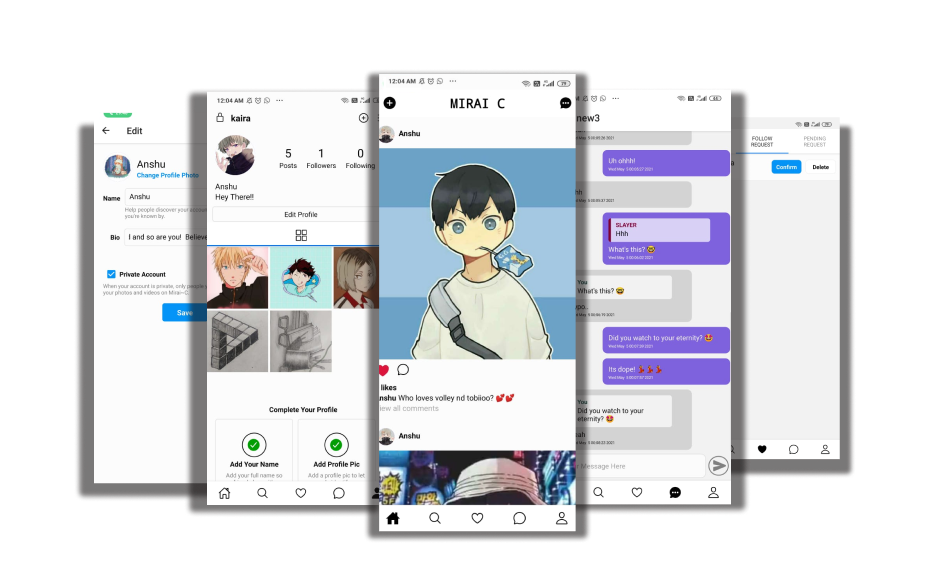 Edit
Anshu
Change Profile Photo
Name
Anshu
Help people discover your accou
you're known by.
Bio
I and so are you! Believe
Private Account
When your account is private, only people
your photos and videos on Mirai--C.
Save
12:04 AM
kaira
5
1
0
Posts
Followers
Following
Anshu
Hey There!!
Edit Profile
Complete Your Profile
Add Your Name
Add your full name so
Add Profile Pic
Add a profile pic to let
12:04 AM
MIRAI C
Anshu
likes
nshu Who loves volley nd tobiioo?
iew all comments
Anshu
new3
Uh ohhh!
SLAYER
Hhh
What's this?
You
What's this?
Did you watch to your eternity?
Its dope!
You
Did you watch to your
eternity?
Message Here
FOLLOW
REQUEST
PENDING
REQUEST
Confirm
Delete